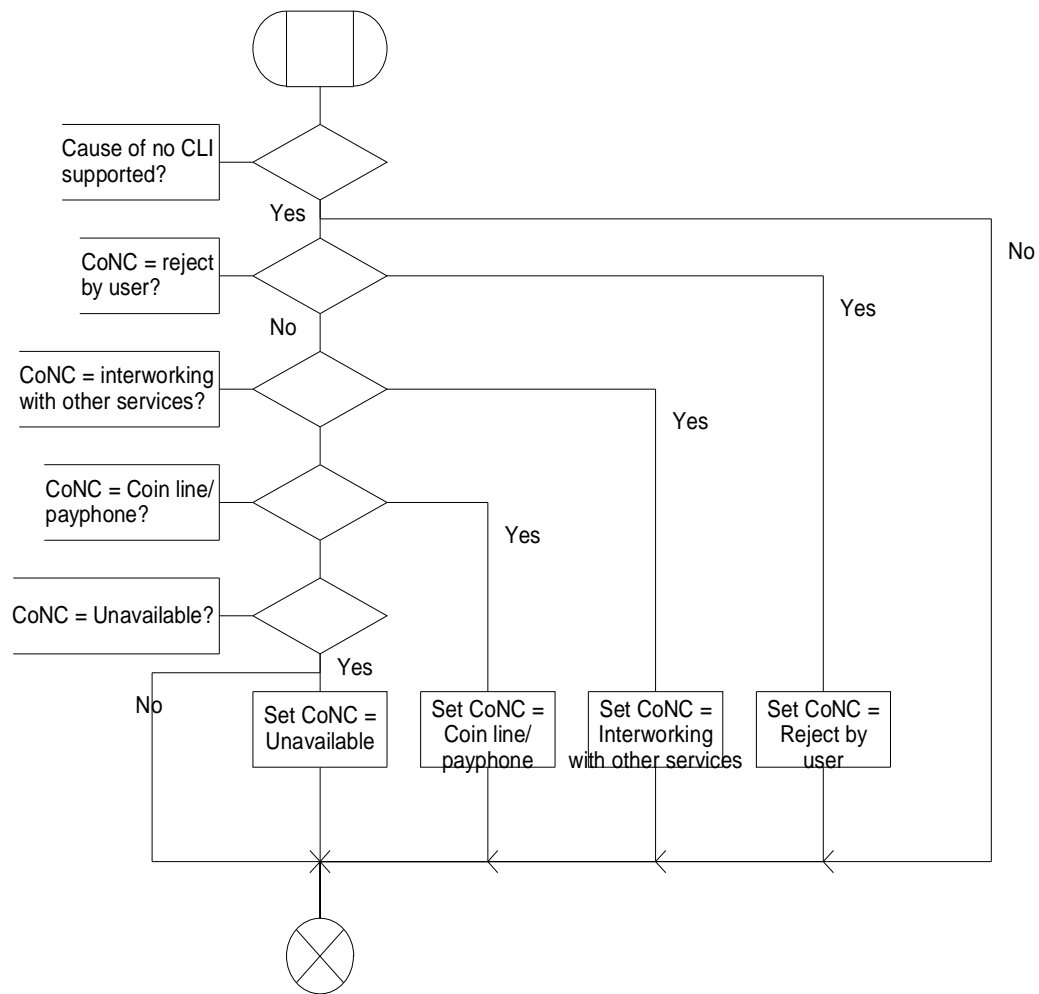 Cause of no CLI
supported?
Yes
No
CoNC = reject
by user?
Yes
No
CoNC = interworking
with other services?
Yes
CoNC = Coin line/
payphone?
Yes
CoNC = Unavailable?
Yes
No
Set CoNC =
Unavailable
Set CoNC =
Coin line/
payphone
Set CoNC =
Interworking
with other services
Set CoNC =
Reject by
user